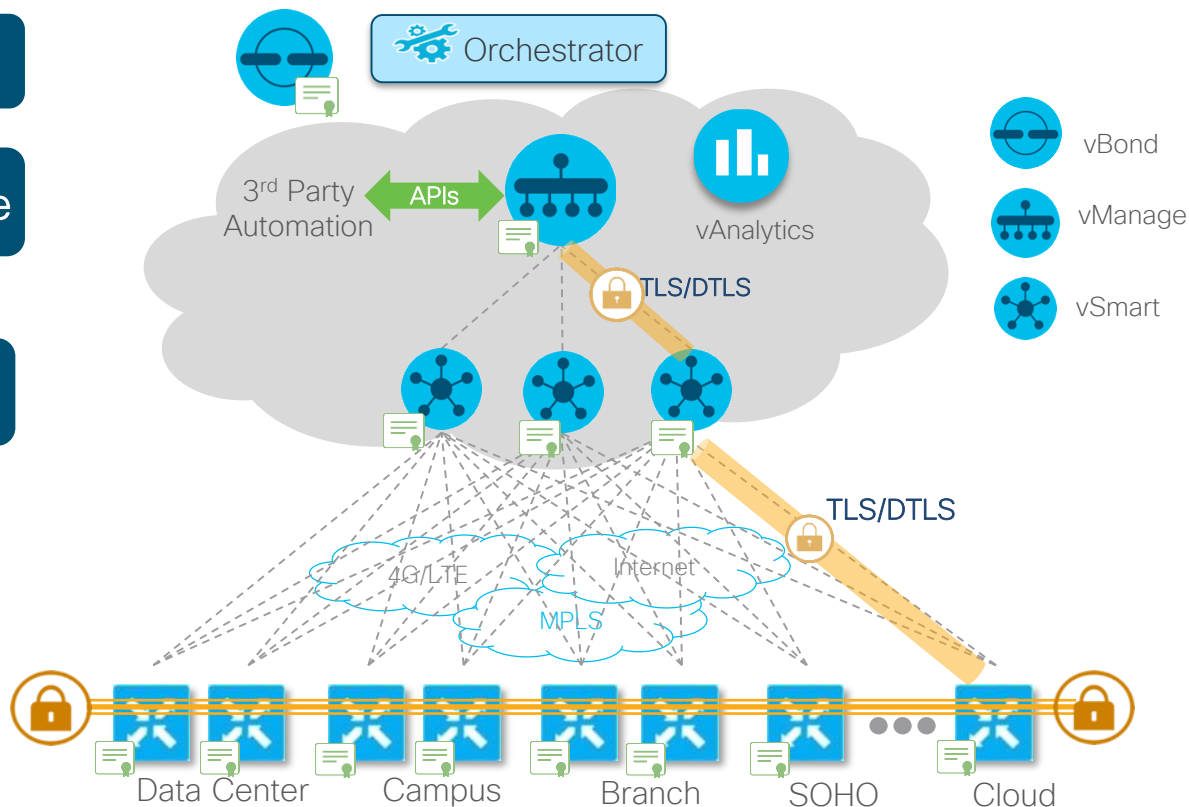 Orchestrator
e
3rd Party
Automation
APIs
vAnalytics
vBond
vManage
vSmart
TLS/DTLS
TLS/DTLS
4G/LTE
Internet
MPLS
Data Center
Campus
Branch
SOHO
Cloud